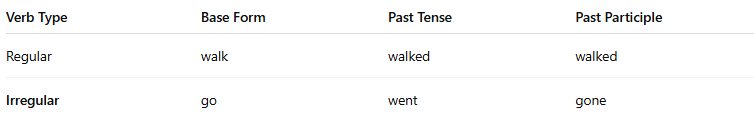 Verb Type Base Form Past Tense Past Participle
Regular walk walked walked
Irregular go went gone